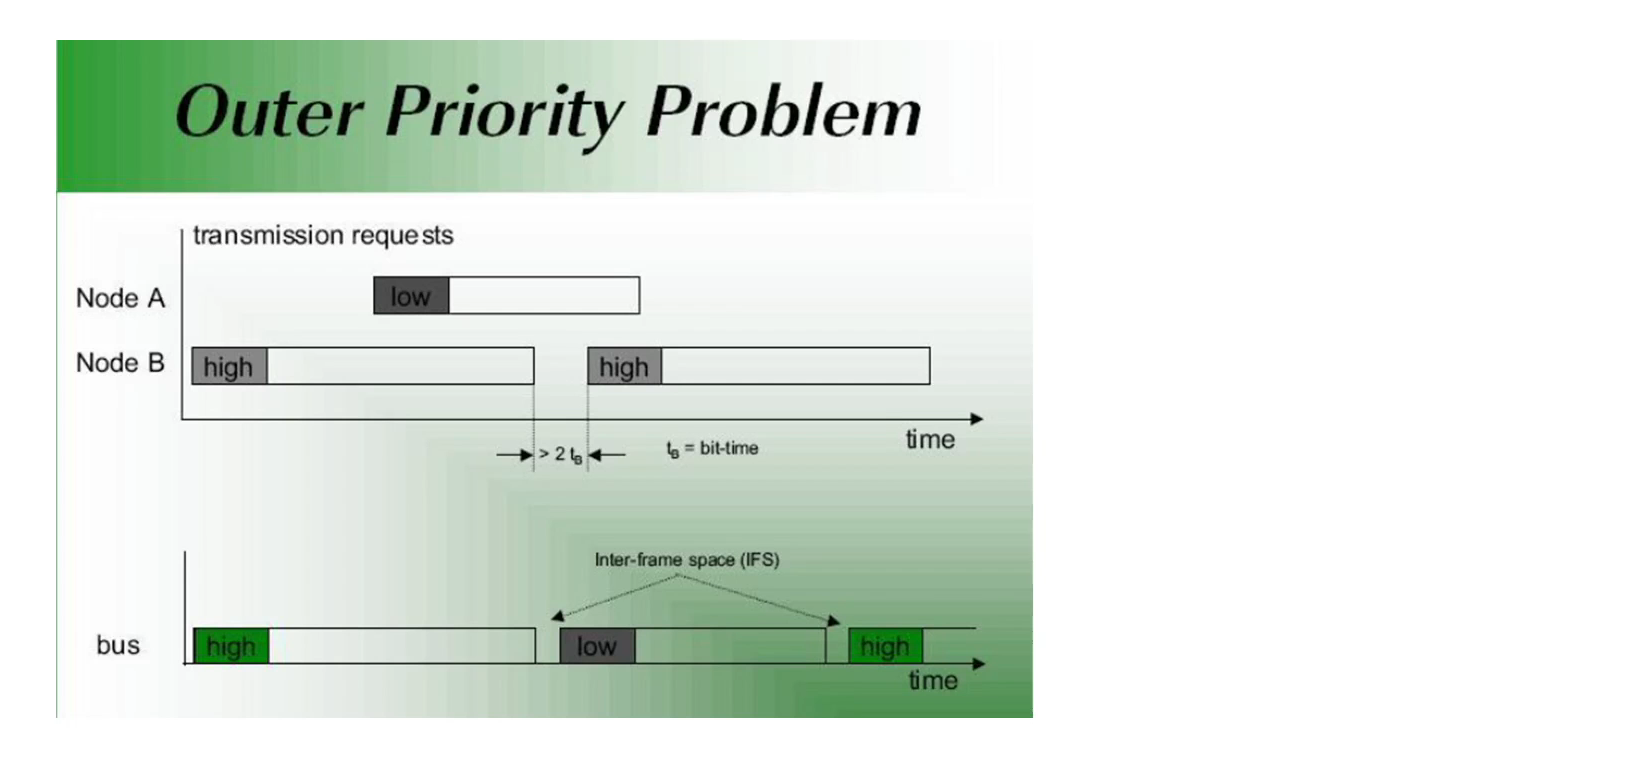 Outer Priority Problem
transmission requests
Node A
low
Node B
high
high
time
> 2 tB
tB = bit-time
Inter-frame space (IFS)
bus
high
low
high
time